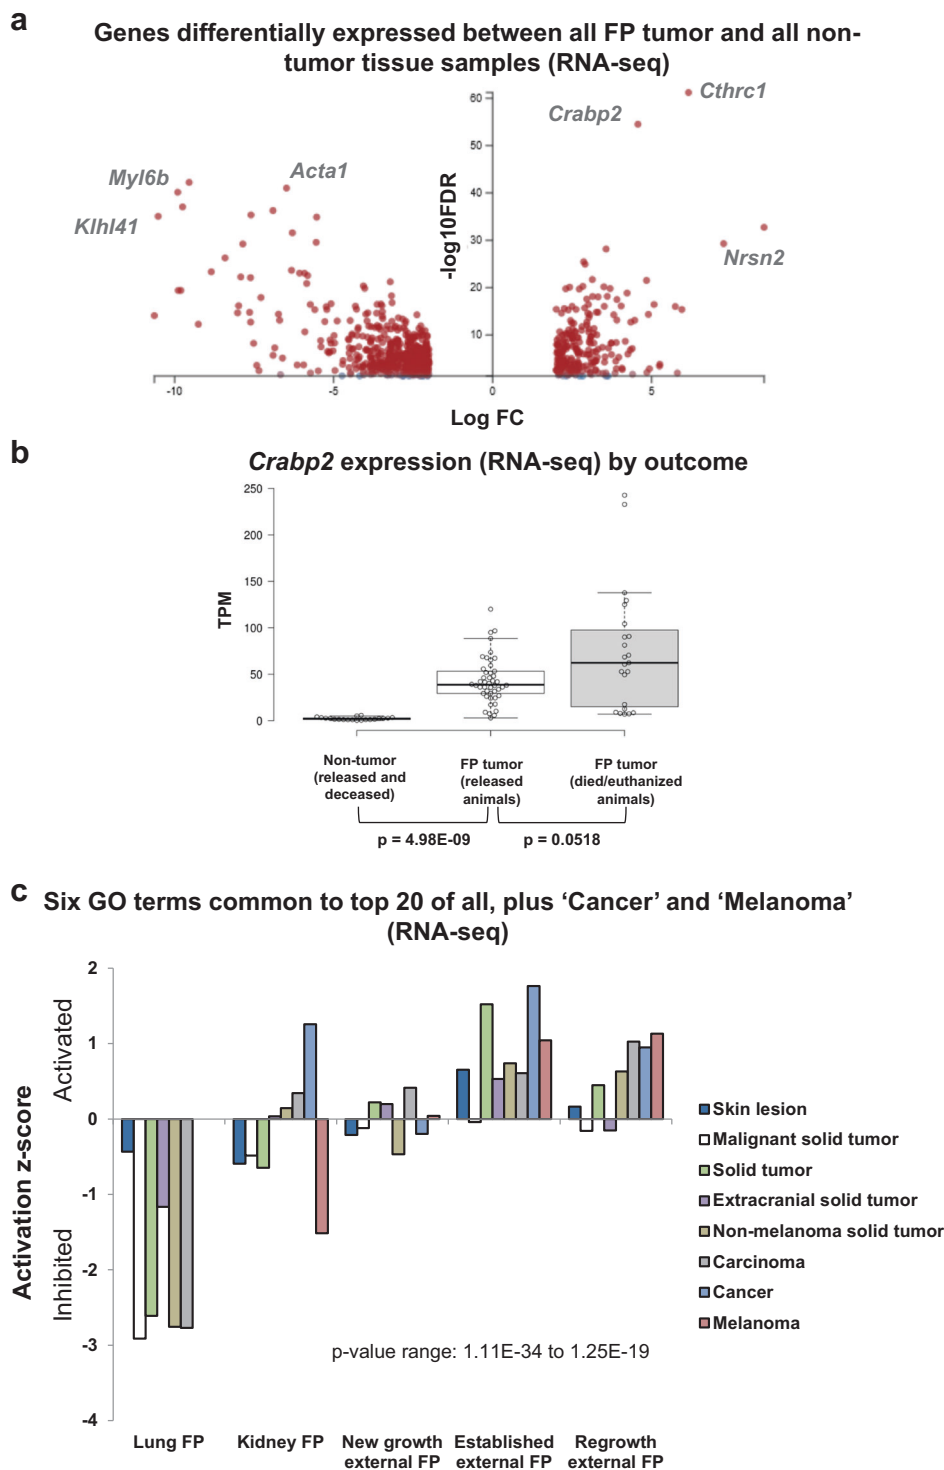 a
Genes differentially expressed between all FP tumor and all non-
tumor tissue samples (RNA-seq)
60
50
40
30
20
10
-log10FDR
Cthrc1
Crabp2
Acta1
Myl6b
Klhl41
Nrsn2
-10
-5
0
5
Log FC
b
Crabp2 expression (RNA-seq) by outcome
250
200
150
100
50
0
TPM
Non-tumor
(released and
deceased)
FP tumor
(released
animals)
FP tumor
(died/euthanized
animals)
p = 4.98E-09
p = 0.0518
c
Six GO terms common to top 20 of all, plus ‘Cancer’ and ‘Melanoma’
(RNA-seq)
2
1
0
-1
-2
-3
-4
Activation z-score
Activated
Inhibited
Skin lesion
Malignant solid tumor
Solid tumor
Extracranial solid tumor
Non-melanoma solid tumor
Carcinoma
Cancer
Melanoma
p-value range: 1.11E-34 to 1.25E-19
Lung FP
Kidney FP
New growth
external FP
Established
external FP
Regrowth
external FP